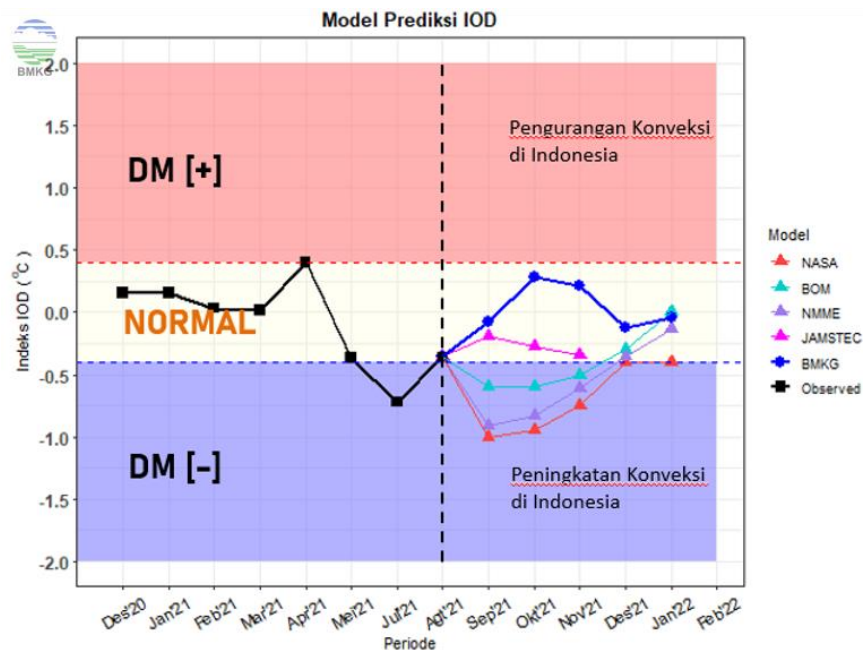 Model Prediksi IOD
BMKG
2.0
1.5
1.0
0.5
0.0
-0.5
-1.0
-1.5
-2.0
Indeks IOD (°C)
DM [+]
Pengurangan Konveksi
di Indonesia
NORMAL
DM [-]
Peningkatan Konveksi
di Indonesia
Model
NASA
BOM
NMME
JAMSTEC
BMKG
Observed
Des'20
Jan'21
Feb'21
Mar'21
Apr'21
Mei'21
Jul'21
Agt'21
Sep'21
Okt'21
Nov'21
Des'21
Jan'22
Feb'22
Periode